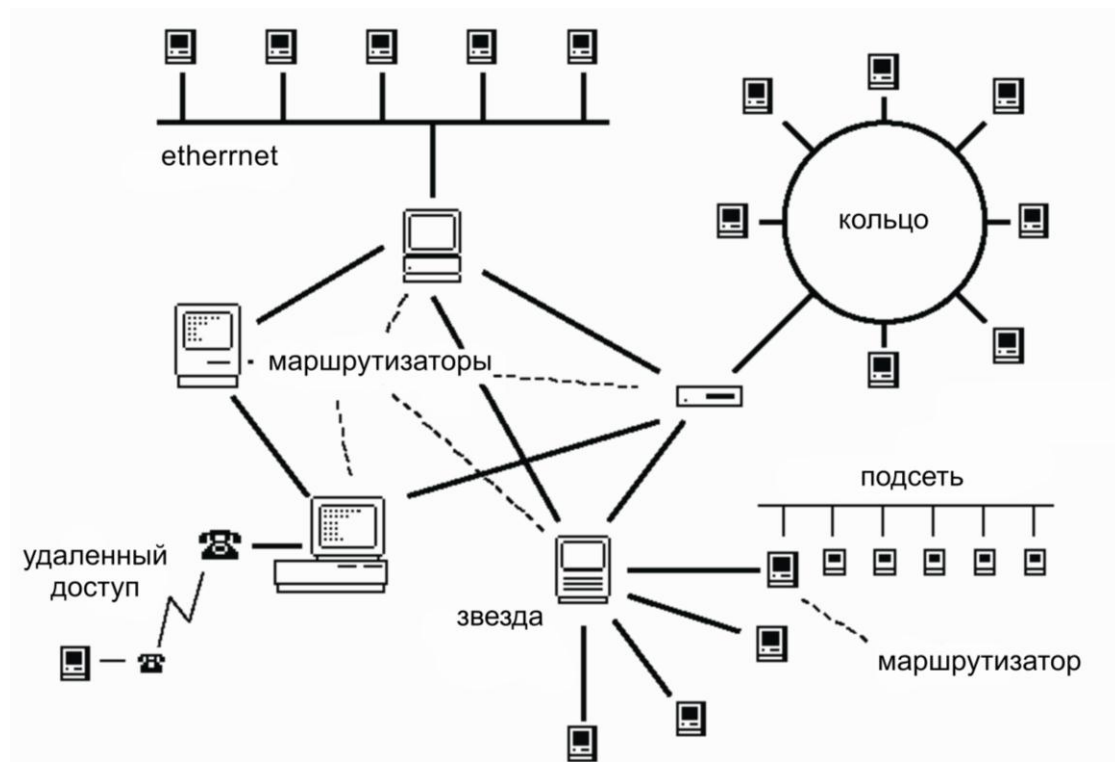 etherrnet
кольцо
маршрутизаторы
подсеть
удаленный
доступ
звезда
маршрутизатор